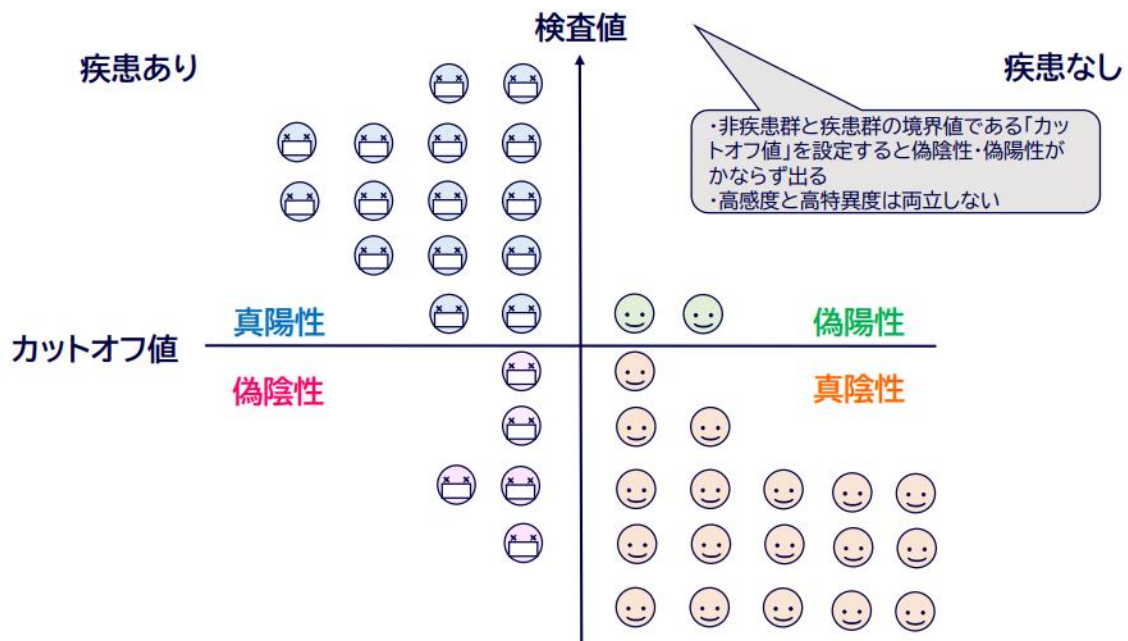 検査値
疾患あり
疾患なし
・非疾患群と疾患群の境界値である「カッ
トオフ値」を設定すると偽陰性・偽陽性が
かならず出る
・高感度と高特異度は両立しない
真陽性
偽陽性
カットオフ値
偽陰性
真陰性